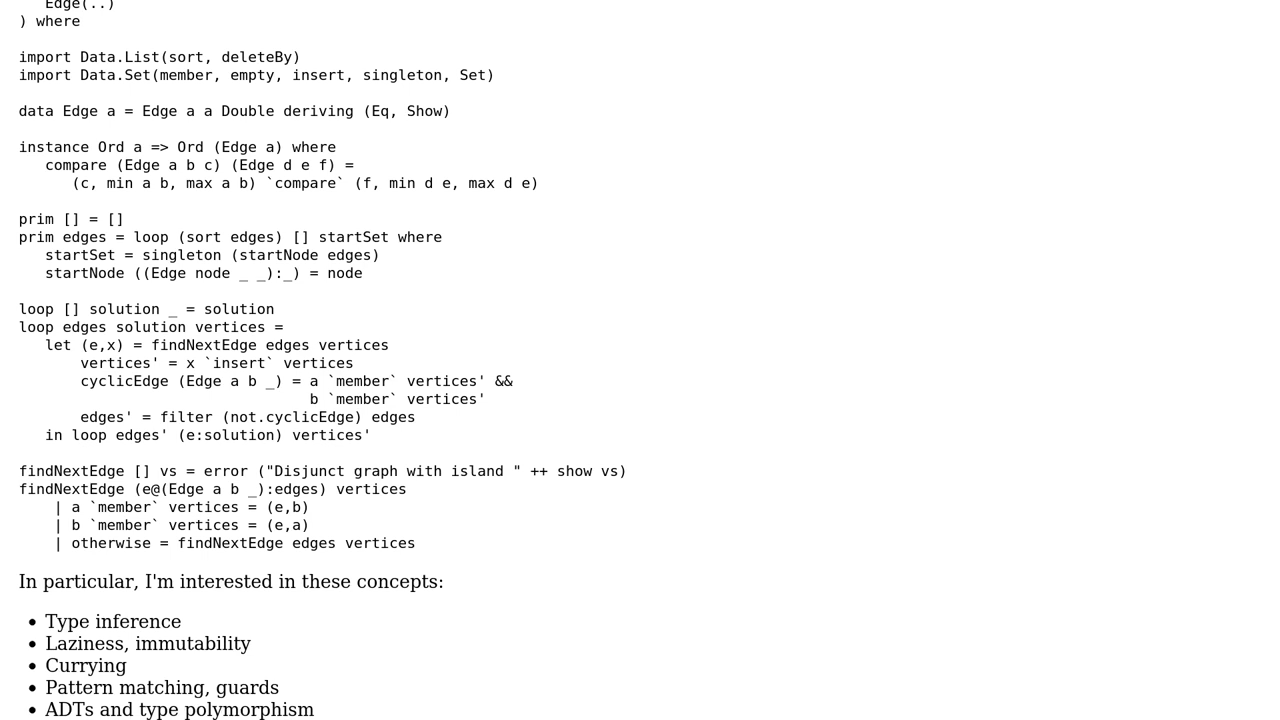 Edge(..)
) where
import Data.List(sort, deleteBy)
import Data.Set(member, empty, insert, singleton, Set)
data Edge a = Edge a a Double deriving (Eq, Show)
instance Ord a => Ord (Edge a) where
   compare (Edge a b c) (Edge d e f) =
      (c, min a b, max a b) `compare` (f, min d e, max d e)
prim [] = []
prim edges = loop (sort edges) [] startSet where
   startSet = singleton (startNode edges)
   startNode ((Edge node _ _):_) = node
loop [] solution _ = solution
loop edges solution vertices =
   let (e,x) = findNextEdge edges vertices
       vertices' = x `insert` vertices
       cyclicEdge (Edge a b _) = a `member` vertices' &&
                                 b `member` vertices'
       edges' = filter (not.cyclicEdge) edges
   in loop edges' (e:solution) vertices'
findNextEdge [] vs = error ("Disjunct graph with island " ++ show vs)
findNextEdge (e@(Edge a b _):edges) vertices
    | a `member` vertices = (e,b)
    | b `member` vertices = (e,a)
    | otherwise = findNextEdge edges vertices
In particular, I'm interested in these concepts:
• Type inference
• Laziness, immutability
• Currying
• Pattern matching, guards
• ADTs and type polymorphism